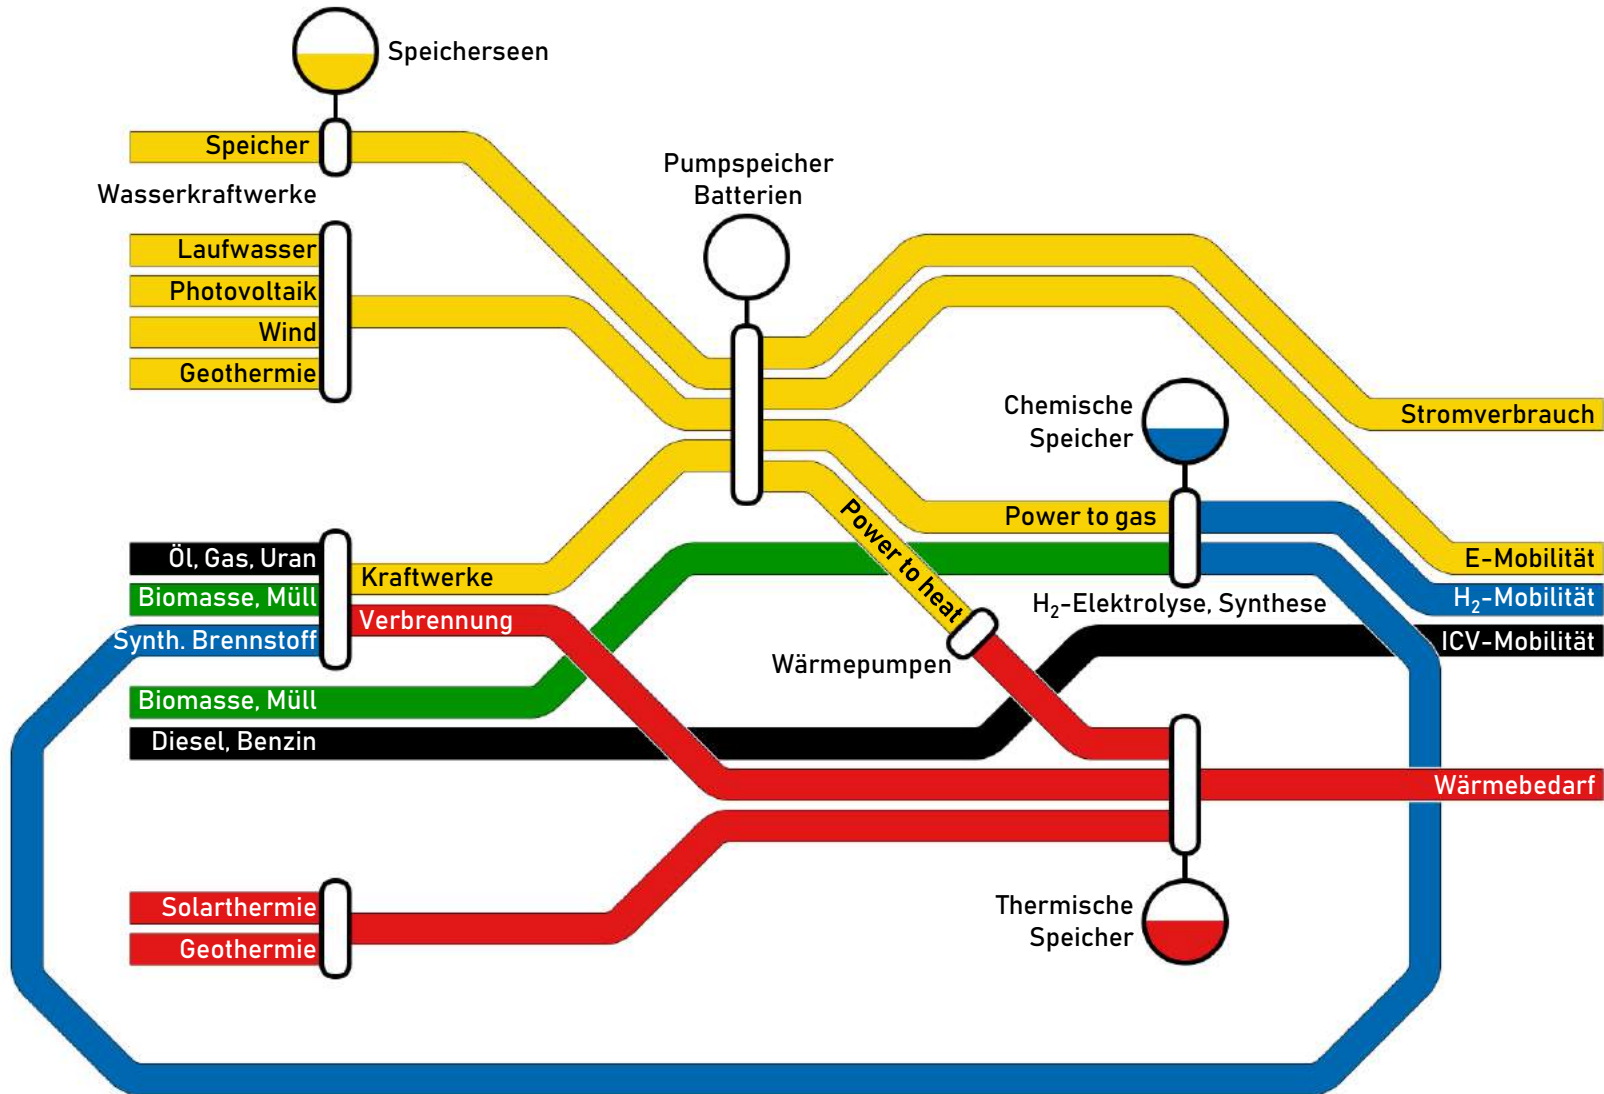 Speicherseen
Speicher
Wasserkraftwerke
Laufwasser
Photovoltaik
Wind
Geothermie
Pumpspeicher
Batterien
Chemische
Speicher
Stromverbrauch
Power to gas
Power to heat
Öl, Gas, Uran
Biomasse, Müll
Synth. Brennstoff
Kraftwerke
Verbrennung
E-Mobilität
H₂-Mobilität
ICV-Mobilität
H₂-Elektrolyse, Synthese
Wärmepumpen
Biomasse, Müll
Diesel, Benzin
Wärmebedarf
Solarthermie
Geothermie
Thermische
Speicher